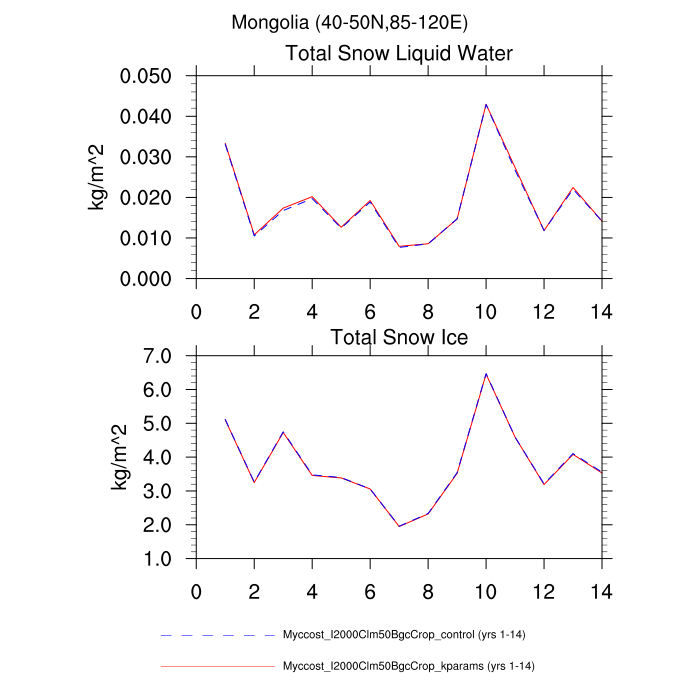 Mongolia (40-50N,85-120E)
Total Snow Liquid Water
0.050
0.040
0.030
0.020
0.010
0.000
kg/m^2
0 2 4 6 8 10 12 14
Total Snow Ice
7.0
6.0
5.0
4.0
3.0
2.0
1.0
kg/m^2
0 2 4 6 8 10 12 14
Myccost_I2000Clm50BgcCrop_control (yrs 1-14)
Myccost_I2000Clm50BgcCrop_kparams (yrs 1-14)